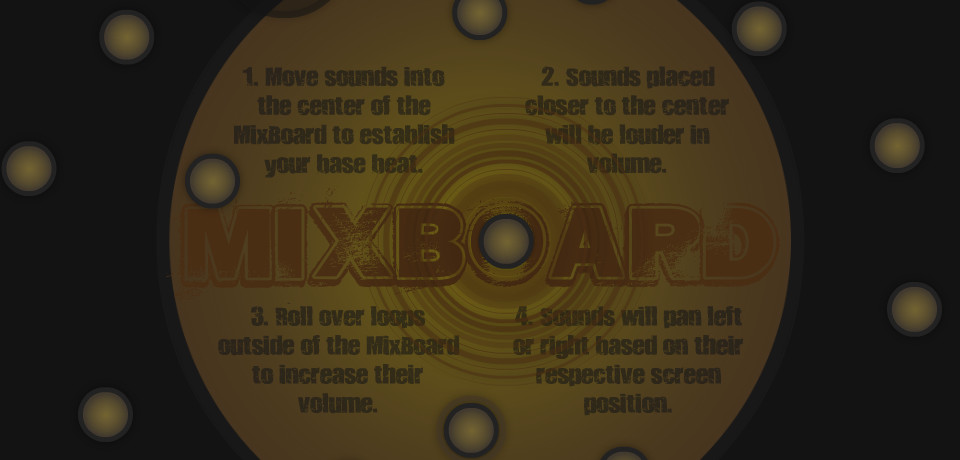 1. Move sounds into
the center of the
MixBoard to establish
your base beat.
2. Sounds placed
closer to the center
will be louder in
volume.
MIXBOARD
3. Roll over loops
outside of the MixBoard
to increase their
volume.
4. Sounds will pan left
or right based on their
respective screen
position.